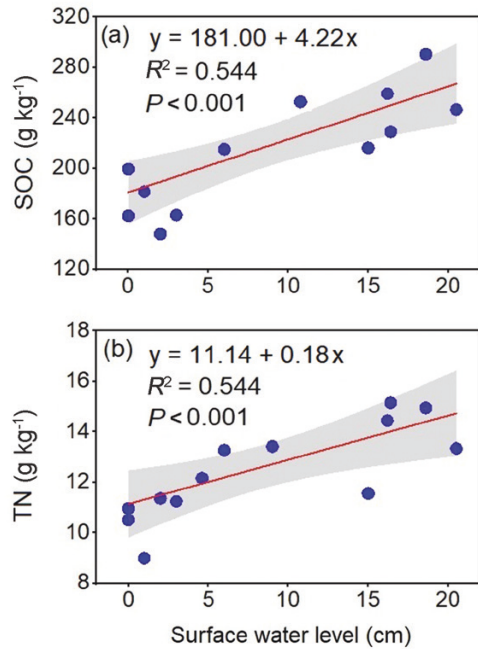 320
280
240
200
160
120
SOC (g kg⁻¹)
(a)
y = 181.00 + 4.22x
R² = 0.544
P < 0.001
0
5
10
15
20
18
16
14
12
10
8
TN (g kg⁻¹)
(b)
y = 11.14 + 0.18x
R² = 0.544
P < 0.001
0
5
10
15
20
Surface water level (cm)